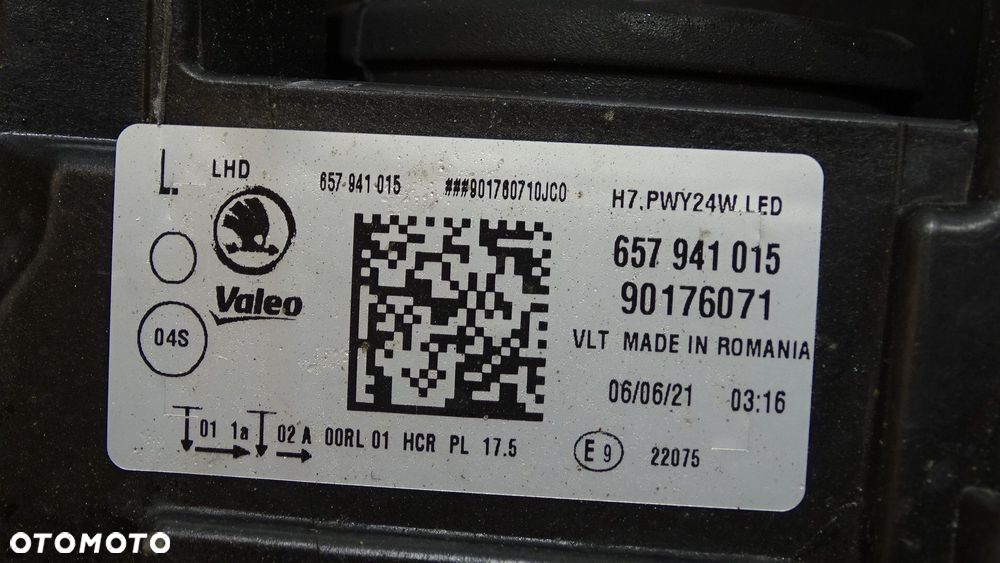 L.
LHD
657 941 015 ###901760710JC0
H7.PWY24W.LED
657 941 015
90176071
Valeo
04S
VLT MADE IN ROMANIA
06/06/21 03:16
01 1a 02 A 00RL 01 HCR PL 17.5
E 9 22075
OTOMOTO